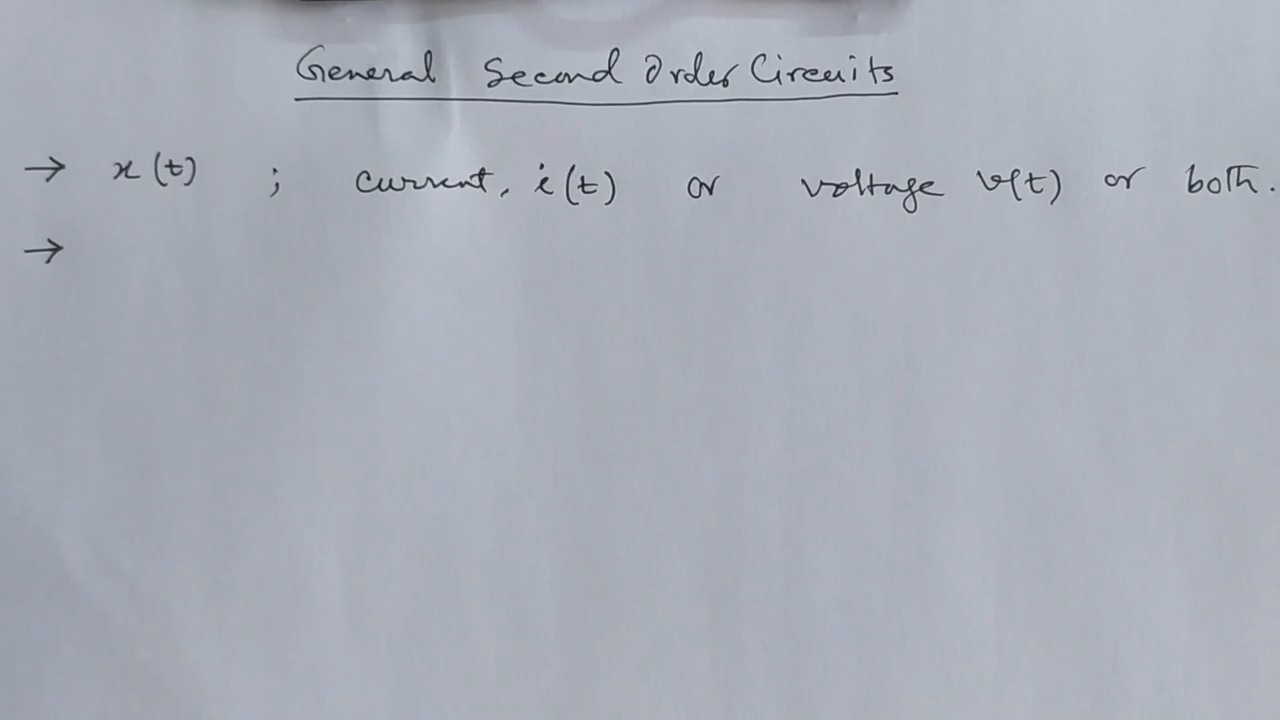 General Second Order Circuits
→ x(t) ; current, i(t) or voltage v(t) or both.
→